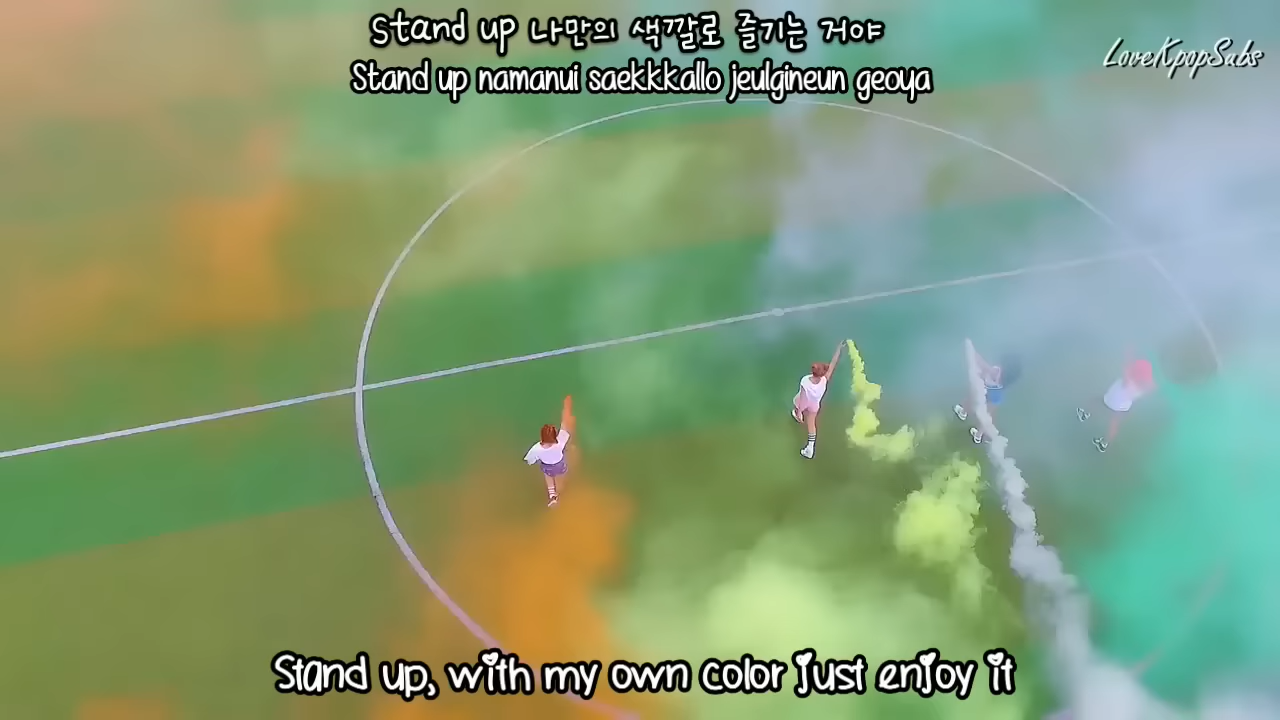 Stand up 나만의 색깔로 즐기는 거야
Stand up namanui saekkkallo jeulgineun geoya
LoveKpopSubs
Stand up, with my own color just enjoy it